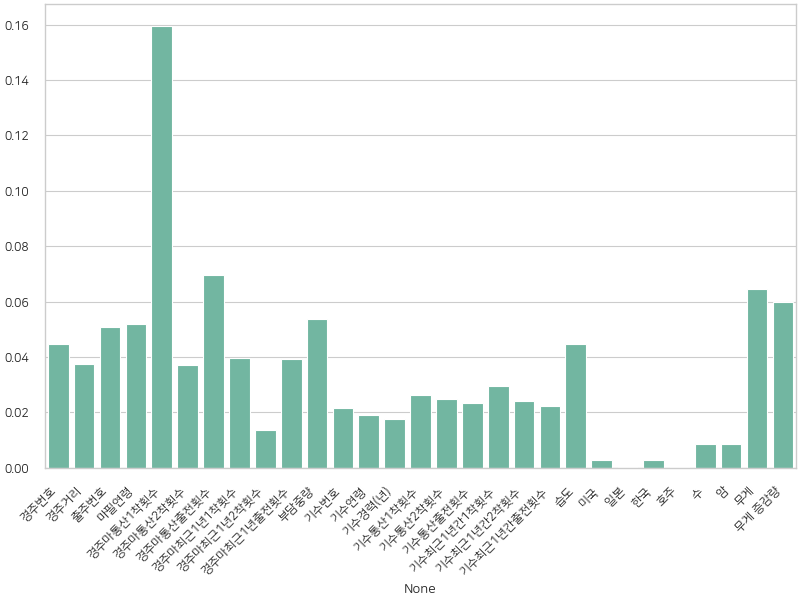 0.16
0.14
0.12
0.10
0.08
0.06
0.04
0.02
0.00
경주번호
경주거리
출주번호
마필연령
경주마통산1착횟수
경주마통산2착횟수
경주마통산출전횟수
경주마최근1년1착횟수
경주마최근1년2착횟수
경주마최근1년출전횟수
부담중량
기수번호
기수연령
기수경력(년)
기수통산1착횟수
기수통산2착횟수
기수통산출전횟수
기수최근1년간1착횟수
기수최근1년간2착횟수
기수최근1년간출전횟수
습도
미국
일본
한국
호주
수
암
무게
무게 증감량
None